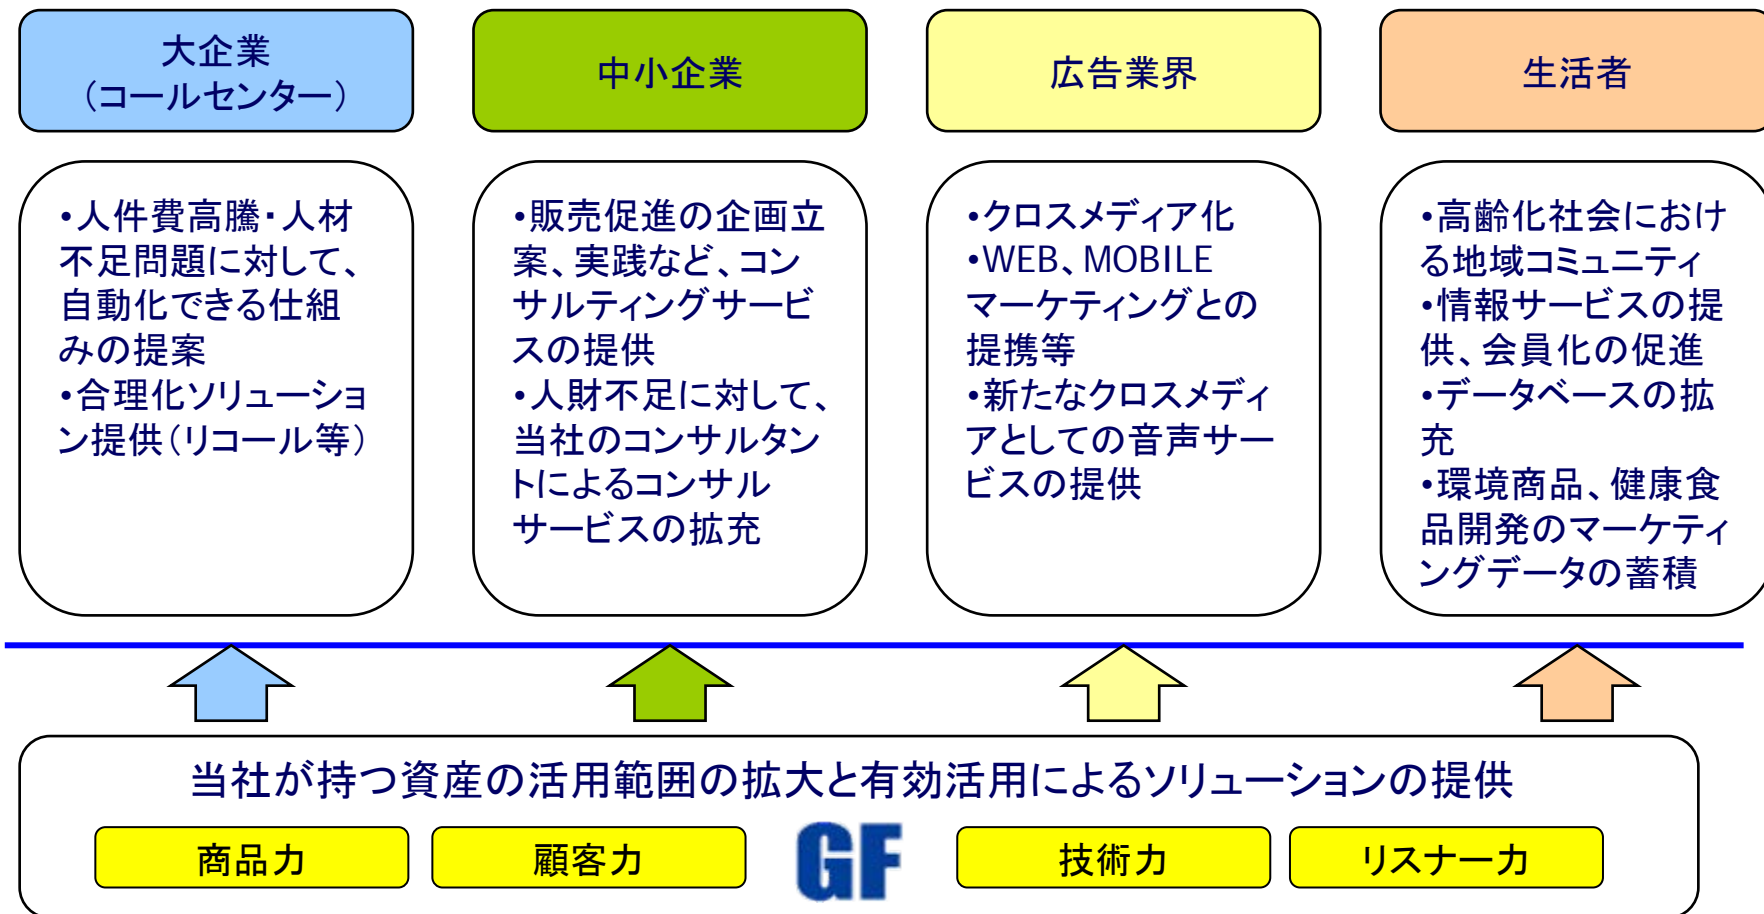 大企業
（コールセンター）
中小企業
広告業界
生活者
•人件費高騰・人材
不足問題に対して、
自動化できる仕組
みの提案
•合理化ソリューショ
ン提供（リコール等）
•販売促進の企画立
案、実践など、コン
サルティングサービ
スの提供
•人財不足に対して、
当社のコンサルタン
トによるコンサル
サービスの拡充
•クロスメディア化
•WEB、MOBILE
マーケティングとの
提携等
•新たなクロスメディ
アとしての音声サー
ビスの提供
•高齢化社会におけ
る地域コミュニティ
•情報サービスの提
供、会員化の促進
•データベースの拡
充
•環境商品、健康食
品開発のマーケティ
ングデータの蓄積
当社が持つ資産の活用範囲の拡大と有効活用によるソリューションの提供
商品力
顧客力
GF
技術力
リスナーカ